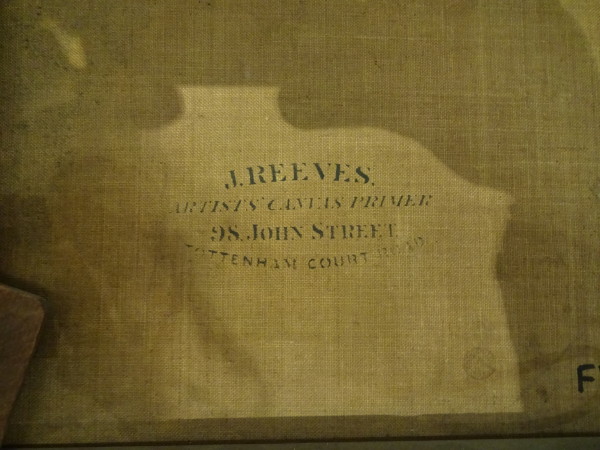 J. REEVES.
ARTISTS' CANVAS PRIMER
98, JOHN STREET
TOTTENHAM COURT ROAD
F